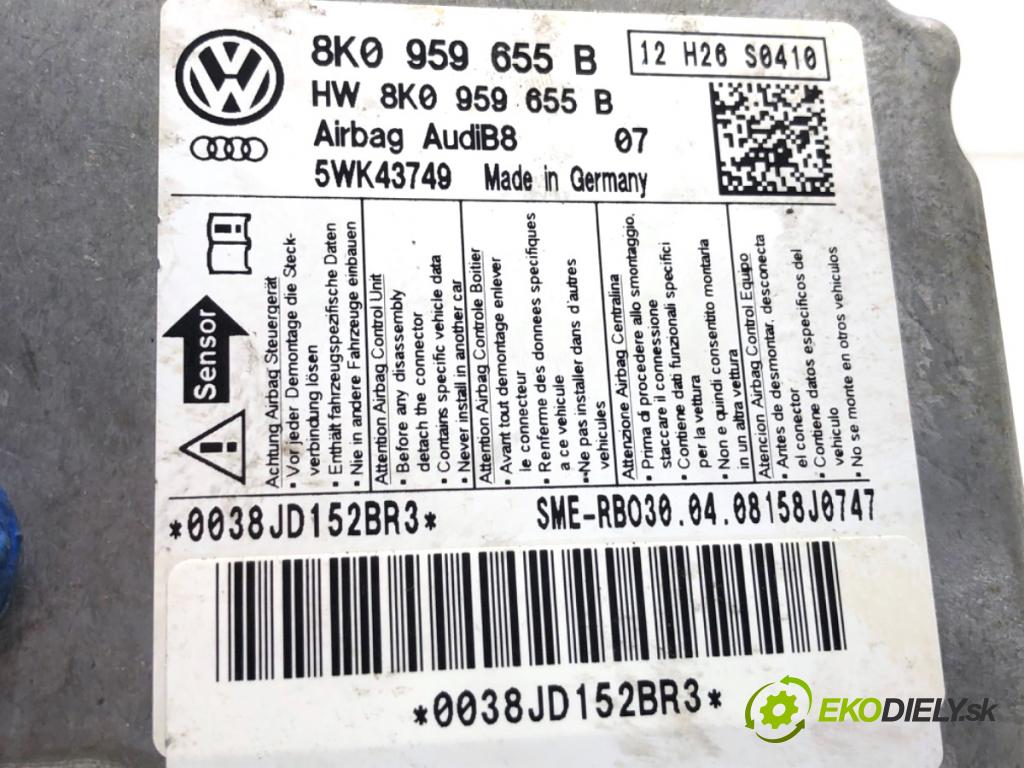 8K0 959 655 B
12 H26 S0410
HW 8K0 959 655 B
Airbag AudiB8 07
5WK43749 Made in Germany
Sensor
Achtung Airbag Steuergerät
• Vor jeder Demontage die Steck-
verbindung lösen
• Enthält fahrzeugspezifische Daten
• Nie in andere Fahrzeuge einbauen
Attention Airbag Control Unit
• Before any disassembly
detach the connector
• Contains specific vehicle data
• Never install in another car
Attention Airbag Controle Boitier
• Avant tout demontage enlever
le connecteur
• Renferme des donnees specifiques
a ce vehicule
• Ne pas installer dans d'autres
vehicules
Attenzione Airbag Centralina
• Prima di procedere allo smontaggio,
staccare il connessione
• Contiene dati funzionali specifici
per la vettura
• Non e quindi consentito montarla
in un altra vettura
Atencion Airbag Control Equipo
• Antes de desmontar, desconecta
el conector
• Contiene datos específicos del
vehículo
• No se monte en otros vehiculos
*0038JD152BR3*
SME-RBO30.04.08158J0747
*0038JD152BR3*
EKODIELY.sk